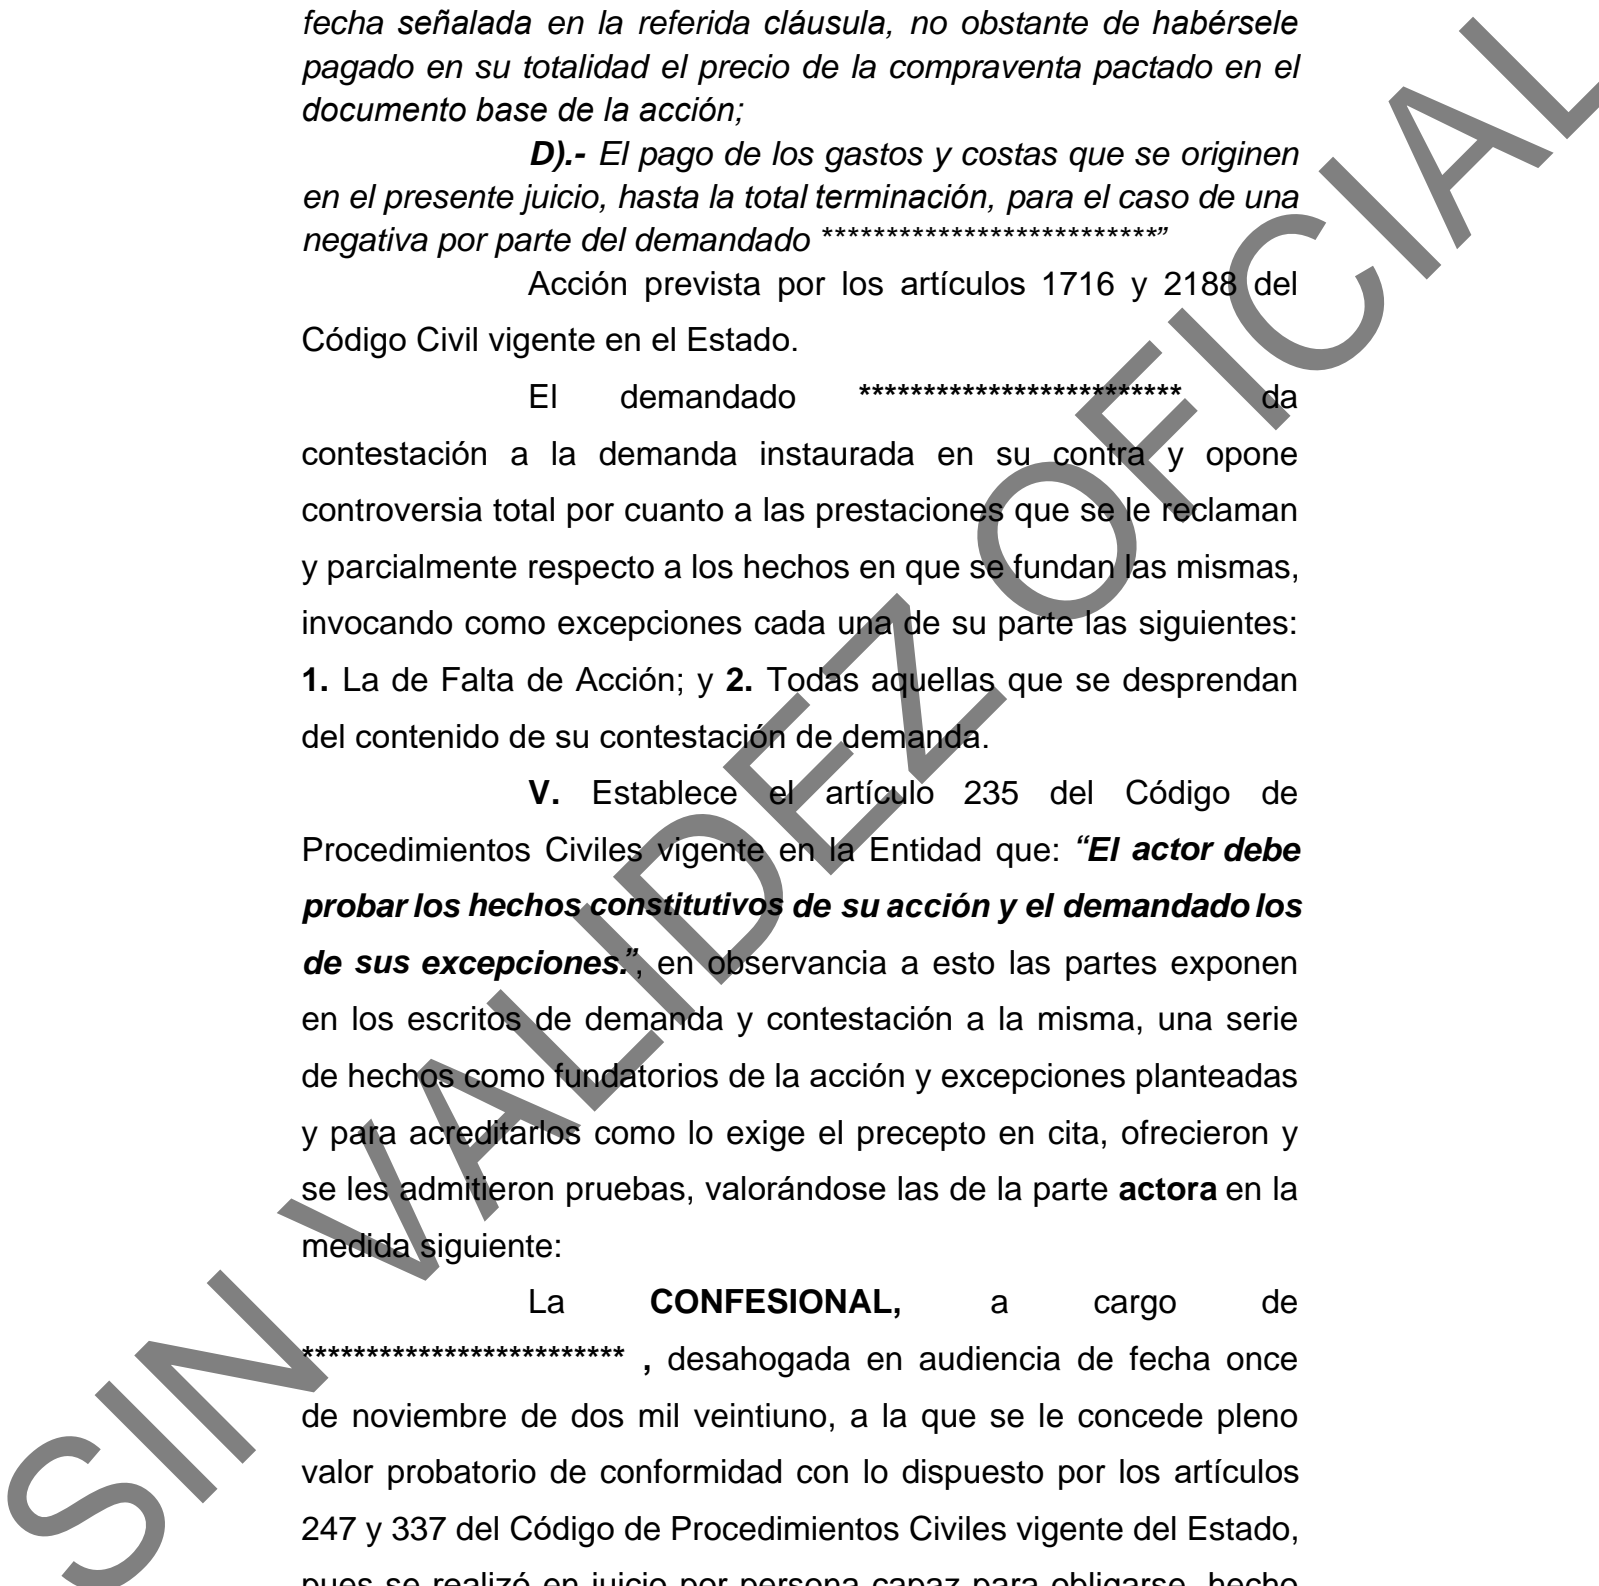 fecha señalada en la referida cláusula, no obstante de habérsele
pagado en su totalidad el precio de la compraventa pactado en el
documento base de la acción;
D).- El pago de los gastos y costas que se originen
en el presente juicio, hasta la total terminación, para el caso de una
negativa por parte del demandado **************************”
Acción prevista por los artículos 1716 y 2188 del
Código Civil vigente en el Estado.
El demandado ************************* da
contestación a la demanda instaurada en su contra y opone
controversia total por cuanto a las prestaciones que se le reclaman
y parcialmente respecto a los hechos en que se fundan las mismas,
invocando como excepciones cada una de su parte las siguientes:
1. La de Falta de Acción; y 2. Todas aquellas que se desprendan
del contenido de su contestación de demanda.
V. Establece el artículo 235 del Código de
Procedimientos Civiles vigente en la Entidad que: “El actor debe
probar los hechos constitutivos de su acción y el demandado los
de sus excepciones.”, en observancia a esto las partes exponen
en los escritos de demanda y contestación a la misma, una serie
de hechos como fundatorios de la acción y excepciones planteadas
y para acreditarlos como lo exige el precepto en cita, ofrecieron y
se les admitieron pruebas, valorándose las de la parte actora en la
medida siguiente:
La CONFESIONAL, a cargo de
************************* , desahogada en audiencia de fecha once
de noviembre de dos mil veintiuno, a la que se le concede pleno
valor probatorio de conformidad con lo dispuesto por los artículos
247 y 337 del Código de Procedimientos Civiles vigente del Estado,
pues se realizó en juicio por persona capaz para obligarse, hecho
SIN VALIDEZ OFICIAL